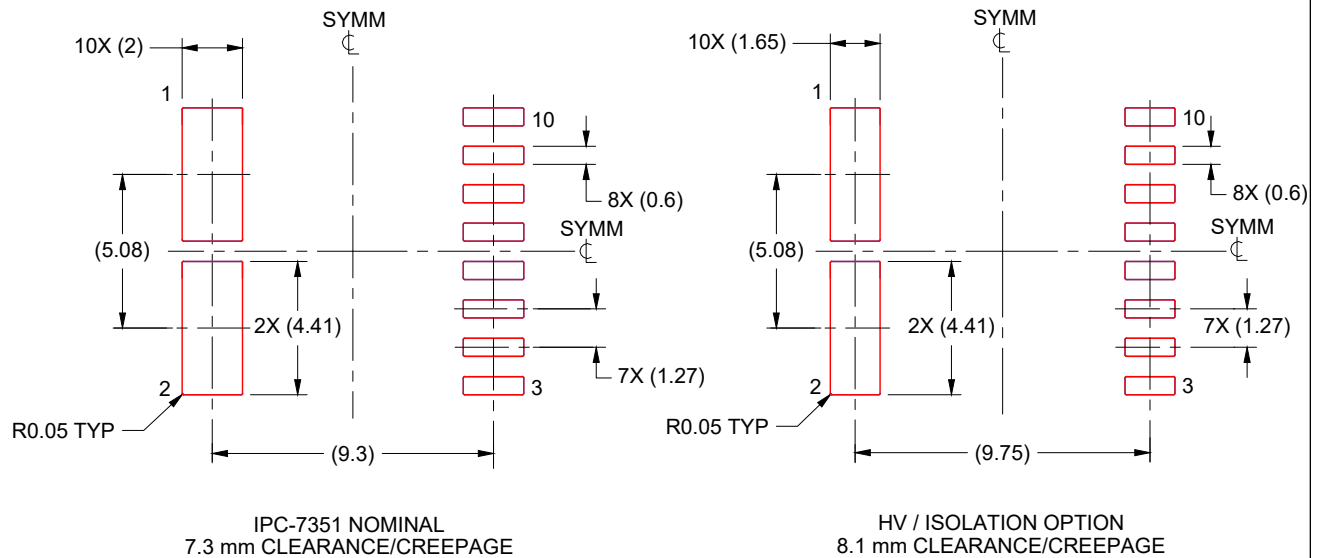 SYMM
10X (2)
1
10
8X (0.6)
SYMM
(5.08)
2X (4.41)
7X (1.27)
2
3
R0.05 TYP
(9.3)
IPC-7351 NOMINAL
7.3 mm CLEARANCE/CREEPAGE
SYMM
10X (1.65)
1
10
8X (0.6)
SYMM
(5.08)
2X (4.41)
7X (1.27)
2
3
R0.05 TYP
(9.75)
HV / ISOLATION OPTION
8.1 mm CLEARANCE/CREEPAGE